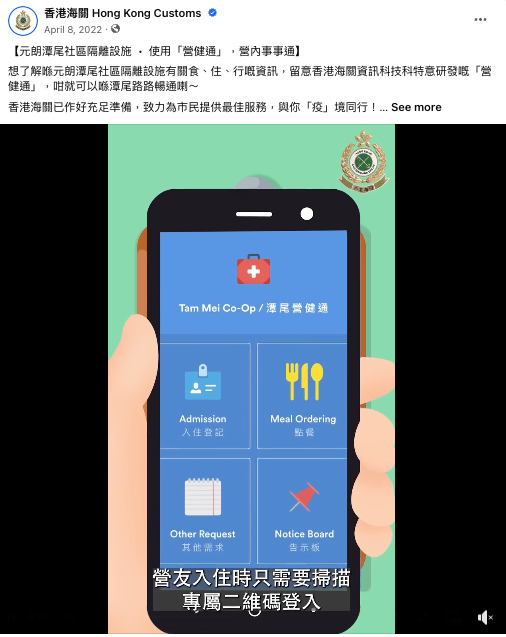 香港海關 Hong Kong Customs
April 8, 2022 ·
【元朗潭尾社區隔離設施 • 使用「營健通」，營內事事通】
想了解喺元朗潭尾社區隔離設施有關食、住、行嘅資訊，留意香港海關資訊科技科特意研發嘅「營
健通」，咁就可以喺潭尾路路暢通喇～
香港海關已作好充足準備，致力為市民提供最佳服務，與你「疫」境同行！... See more
Tam Mei Co-Op / 潭尾營健通
Admission
入住登記
Meal Ordering
點餐
Other Request
其他需求
Notice Board
告示板
營友入住時只需要掃描
專屬二維碼登入